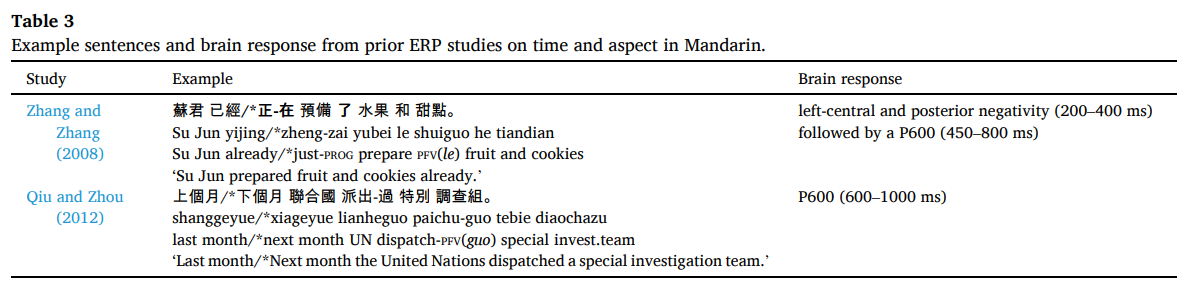 Table 3
Example sentences and brain response from prior ERP studies on time and aspect in Mandarin.
Study Example Brain response
Zhang and 蘇君 已經/*正-在 預備 了 水果 和 甜點。 left-central and posterior negativity (200–400 ms)
Zhang Su Jun yijing/*zheng-zai yubei le shuiguo he tiandian followed by a P600 (450–800 ms)
(2008) Su Jun already/*just-PROG prepare PFV(le) fruit and cookies
‘Su Jun prepared fruit and cookies already.’
Qiu and Zhou 上個月/*下個月 聯合國 派出-過 特別 調查組。 P600 (600–1000 ms)
(2012) shanggeyue/*xiageyue lianheguo paichu-guo tebie diaochazu
last month/*next month UN dispatch-PFV(guo) special invest.team
‘Last month/*Next month the United Nations dispatched a special investigation team.’